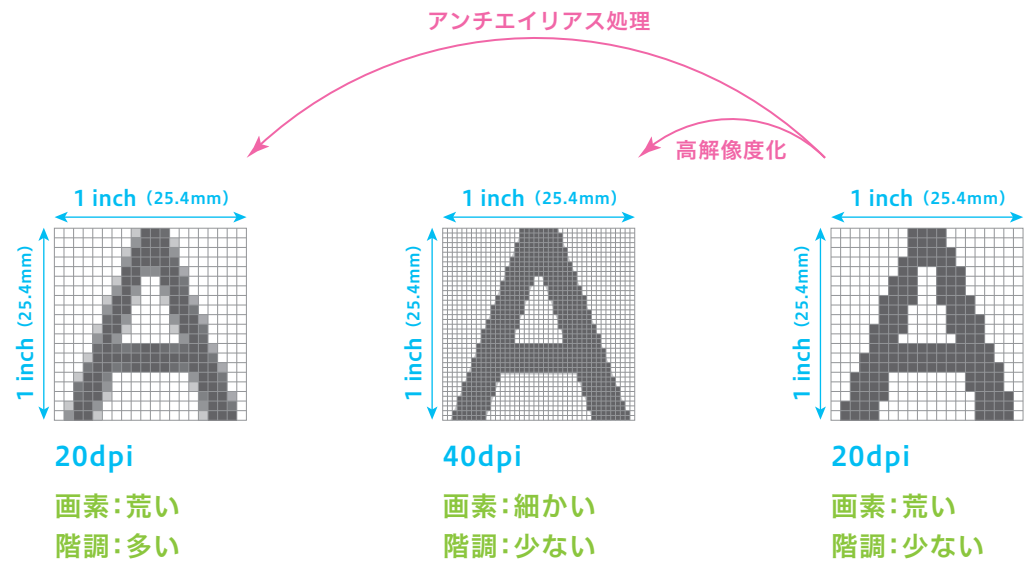 アンチエイリアス処理
高解像度化
1 inch（25.4mm）
1 inch（25.4mm）
20dpi
画素：荒い
階調：多い
1 inch（25.4mm）
1 inch（25.4mm）
40dpi
画素：細かい
階調：少ない
1 inch（25.4mm）
1 inch（25.4mm）
20dpi
画素：荒い
階調：少ない